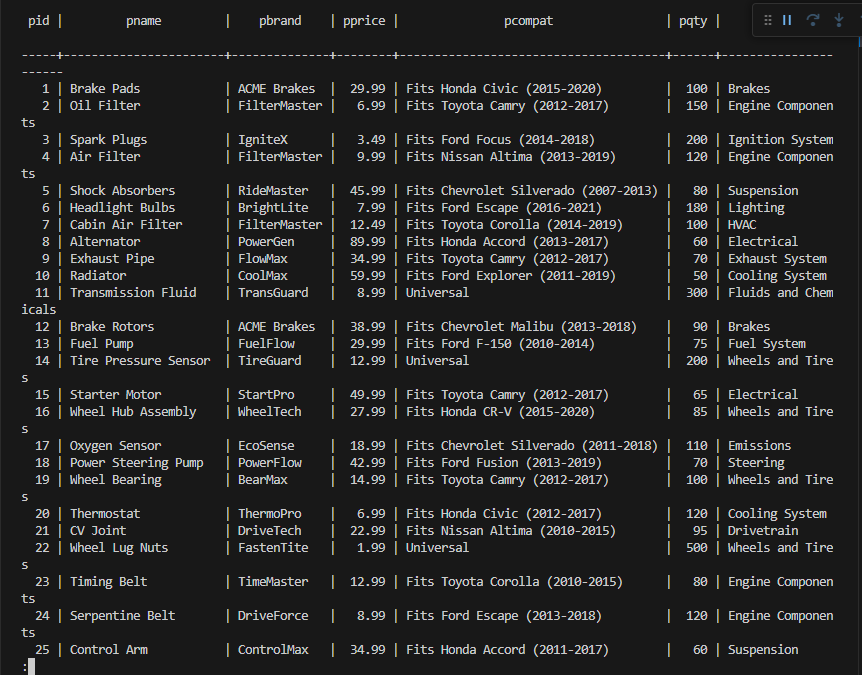 pid |         pname         |    pbrand    | pprice |               pcompat                | pqty |
-----+-----------------------+--------------+--------+--------------------------------------+------+----------------
------
   1 | Brake Pads            | ACME Brakes  |  29.99 | Fits Honda Civic (2015-2020)         |  100 | Brakes
   2 | Oil Filter            | FilterMaster |   6.99 | Fits Toyota Camry (2012-2017)        |  150 | Engine Componen
ts
   3 | Spark Plugs           | IgniteX      |   3.49 | Fits Ford Focus (2014-2018)          |  200 | Ignition System
   4 | Air Filter            | FilterMaster |   9.99 | Fits Nissan Altima (2013-2019)       |  120 | Engine Componen
ts
   5 | Shock Absorbers       | RideMaster   |  45.99 | Fits Chevrolet Silverado (2007-2013) |   80 | Suspension
   6 | Headlight Bulbs       | BrightLite   |   7.99 | Fits Ford Escape (2016-2021)         |  180 | Lighting
   7 | Cabin Air Filter      | FilterMaster |  12.49 | Fits Toyota Corolla (2014-2019)      |  100 | HVAC
   8 | Alternator            | PowerGen     |  89.99 | Fits Honda Accord (2013-2017)        |   60 | Electrical
   9 | Exhaust Pipe          | FlowMax      |  34.99 | Fits Toyota Camry (2012-2017)        |   70 | Exhaust System
  10 | Radiator              | CoolMax      |  59.99 | Fits Ford Explorer (2011-2019)       |   50 | Cooling System
  11 | Transmission Fluid    | TransGuard   |   8.99 | Universal                            |  300 | Fluids and Chem
icals
  12 | Brake Rotors          | ACME Brakes  |  38.99 | Fits Chevrolet Malibu (2013-2018)    |   90 | Brakes
  13 | Fuel Pump             | FuelFlow     |  29.99 | Fits Ford F-150 (2010-2014)          |   75 | Fuel System
  14 | Tire Pressure Sensor  | TireGuard    |  12.99 | Universal                            |  200 | Wheels and Tire
s
  15 | Starter Motor         | StartPro     |  49.99 | Fits Toyota Camry (2012-2017)        |   65 | Electrical
  16 | Wheel Hub Assembly    | WheelTech    |  27.99 | Fits Honda CR-V (2015-2020)          |   85 | Wheels and Tire
s
  17 | Oxygen Sensor         | EcoSense     |  18.99 | Fits Chevrolet Silverado (2011-2018) |  110 | Emissions
  18 | Power Steering Pump   | PowerFlow    |  42.99 | Fits Ford Fusion (2013-2019)         |   70 | Steering
  19 | Wheel Bearing         | BearMax      |  14.99 | Fits Toyota Camry (2012-2017)        |  100 | Wheels and Tire
s
  20 | Thermostat            | ThermoPro    |   6.99 | Fits Honda Civic (2012-2017)         |  120 | Cooling System
  21 | CV Joint              | DriveTech    |  22.99 | Fits Nissan Altima (2010-2015)       |   95 | Drivetrain
  22 | Wheel Lug Nuts        | FastenTite   |   1.99 | Universal                            |  500 | Wheels and Tire
s
  23 | Timing Belt           | TimeMaster   |  12.99 | Fits Toyota Corolla (2010-2015)      |   80 | Engine Componen
ts
  24 | Serpentine Belt       | DriveForce   |   8.99 | Fits Ford Escape (2013-2018)         |  120 | Engine Componen
ts
  25 | Control Arm           | ControlMax   |  34.99 | Fits Honda Accord (2011-2017)        |   60 | Suspension
: